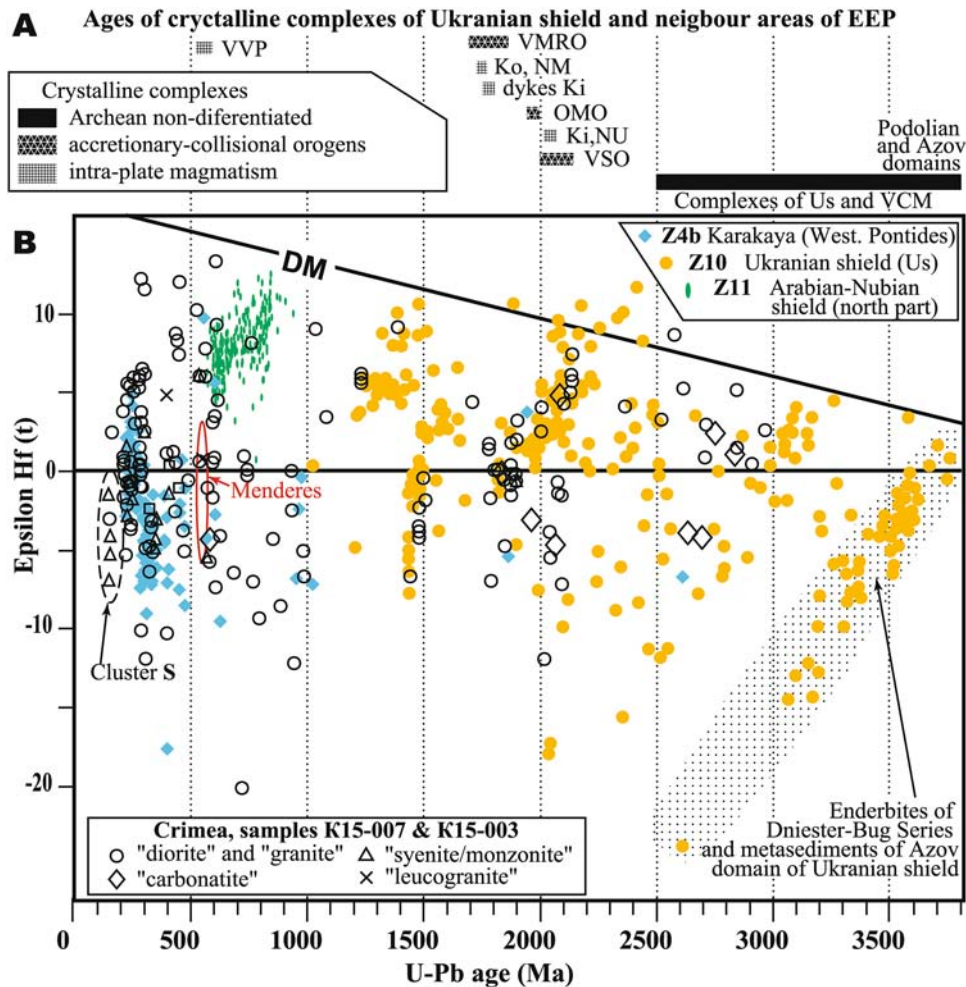 Ages of crystalline complexes of Ukranian shield and neigbour areas of EEP
A
VVP
VMRO
Ko, NM
dykes Ki
OMO
Ki,NU
VSO
Crystalline complexes
Archean non-diferentiated
accretionary-collisional orogens
intra-plate magmatism
Podolian
and Azov
domains
Complexes of Us and VCM
B
DM
Z4b Karakaya (West. Pontides)
Z10 Ukranian shield (Us)
Z11 Arabian-Nubian
shield (north part)
Epsilon Hf (t)
10
0
-10
-20
Menderes
Cluster S
Enderbites of
Dniester-Bug Series
and metasediments of Azov
domain of Ukranian shield
Crimea, samples K15-007 & K15-003
"diorite" and "granite"
"syenite/monzonite"
"carbonatite"
"leucogranite"
0 500 1000 1500 2000 2500 3000 3500
U-Pb age (Ma)